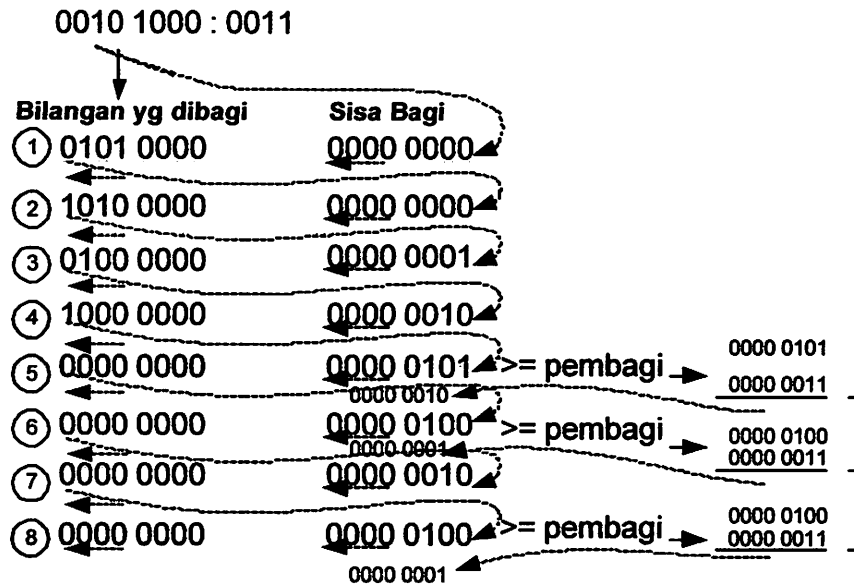 0010 1000 : 0011
Bilangan yg dibagi Sisa Bagi
1 0101 0000 0000 0000
2 1010 0000 0000 0000
3 0100 0000 0000 0001
4 1000 0000 0000 0010
5 0000 0000 0000 0101 >= pembagi 0000 0101
0000 0011
0000 0010
6 0000 0000 0000 0100 >= pembagi 0000 0100
0000 0011
0000 0001
7 0000 0000 0000 0010
8 0000 0000 0000 0100 >= pembagi 0000 0100
0000 0011
0000 0001